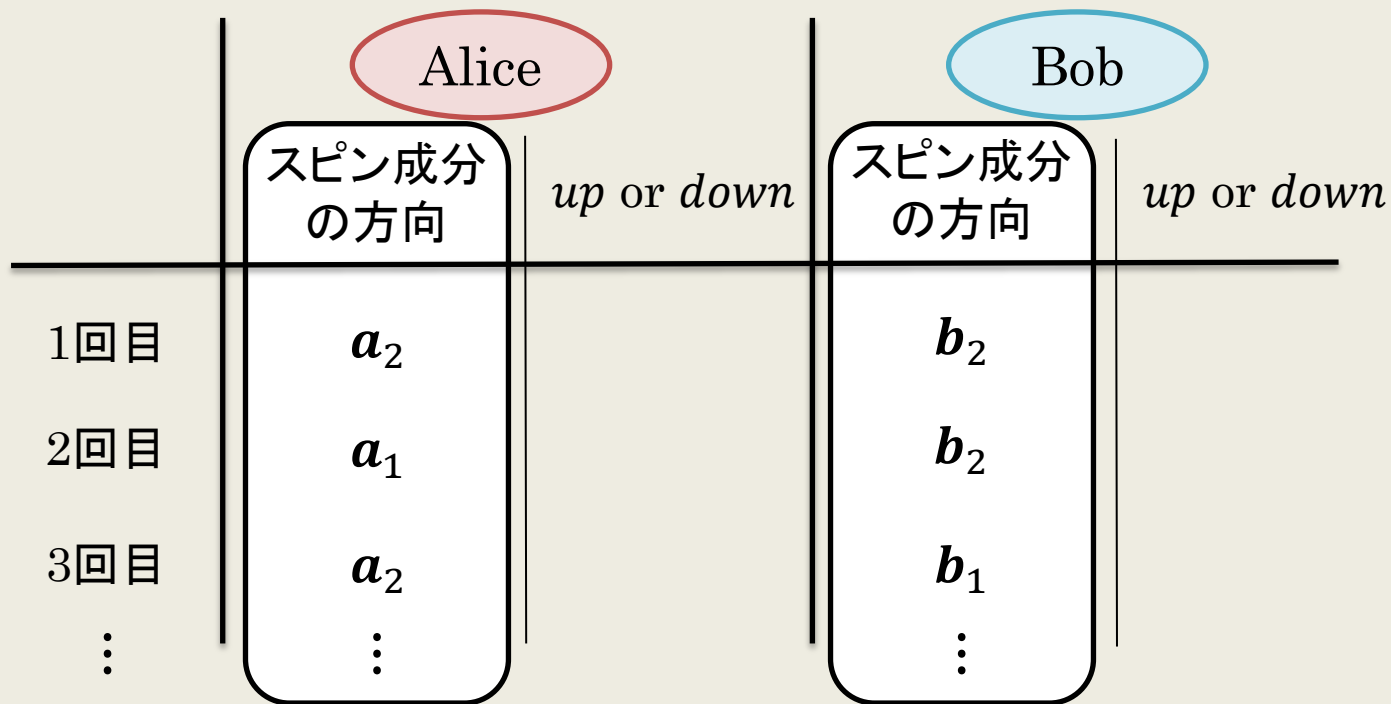 Alice
Bob
スピン成分
の方向
up or down
スピン成分
の方向
up or down
1回目
a₂
b₂
2回目
a₁
b₂
3回目
a₂
b₁
⋮
⋮
⋮